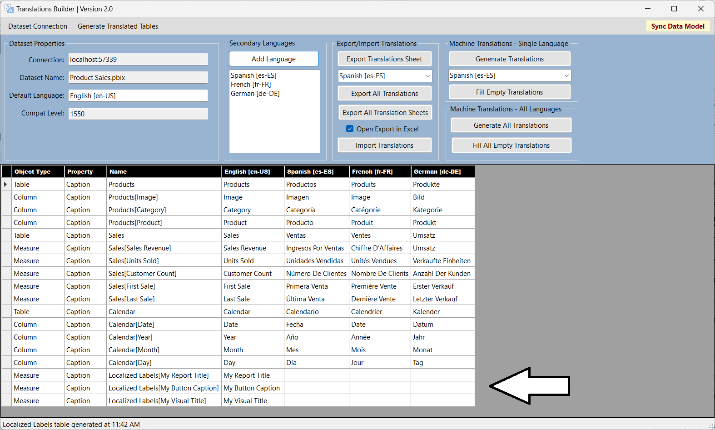 Translations Builder | Version 2.0
Dataset Connection Generate Translated Tables Sync Data Model
Dataset Properties
Connection: localhost:57339
Dataset Name: Product Sales.pbix
Default Language: English [en-US]
Compat Level: 1550
Secondary Languages
Add Language
Spanish [es-ES]
French [fr-FR]
German [de-DE]
Export/Import Translations
Export Translations Sheet
Spanish [es-ES]
Export All Translations
Export All Translation Sheets
Open Export in Excel
Import Translations
Machine Translations - Single Language
Generrate Translations
Spanish [es-ES]
Fill Empty Translations
Machine Translations - All Languages
Generate All Translations
Fill All Empty Translations
Object Type Property Name English [en-US] Spanish [es-ES] French [fr-FR] German [de-DE]
Table Caption Products Products Productos Produits Produkte
Column Caption Products[Image] Image Imagen Image Bild
Column Caption Products[Category] Category Categoría Catégorie Kategorie
Column Caption Products[Product] Product Producto Produit Produkt
Table Caption Sales Sales Ventas Ventes Umsatz
Measure Caption Sales[Sales Revenue] Sales Revenue Ingresos Por Ventas Chiffre D'Affaires Umsatz
Measure Caption Sales[Units Sold] Units Sold Unidades Vendidas Unités Vendues Verkaufte Einheiten
Measure Caption Sales[Customer Count] Customer Count Número De Clientes Nombre De Clients Anzahl Der Kunden
Measure Caption Sales[First Sale] First Sale Primera Venta Première Vente Erster Verkauf
Measure Caption Sales[Last Sale] Last Sale Última Venta Dernière Vente Letzter Verkauf
Table Caption Calendar Calendar Calendario Calendrier Kalender
Column Caption Calendar[Date] Date Fecha Date Datum
Column Caption Calendar[Year] Year Año Année Jahr
Column Caption Calendar[Month] Month Mes Mois Monat
Column Caption Calendar[Day] Day Día Jour Tag
Measure Caption Localized Labels[My Report Title] My Report Title
Measure Caption Localized Labels[My Button Caption] My Button Caption
Measure Caption Localized Labels[My Visual Title] My Visual Title
Localized Labels table generated at 11:42 AM